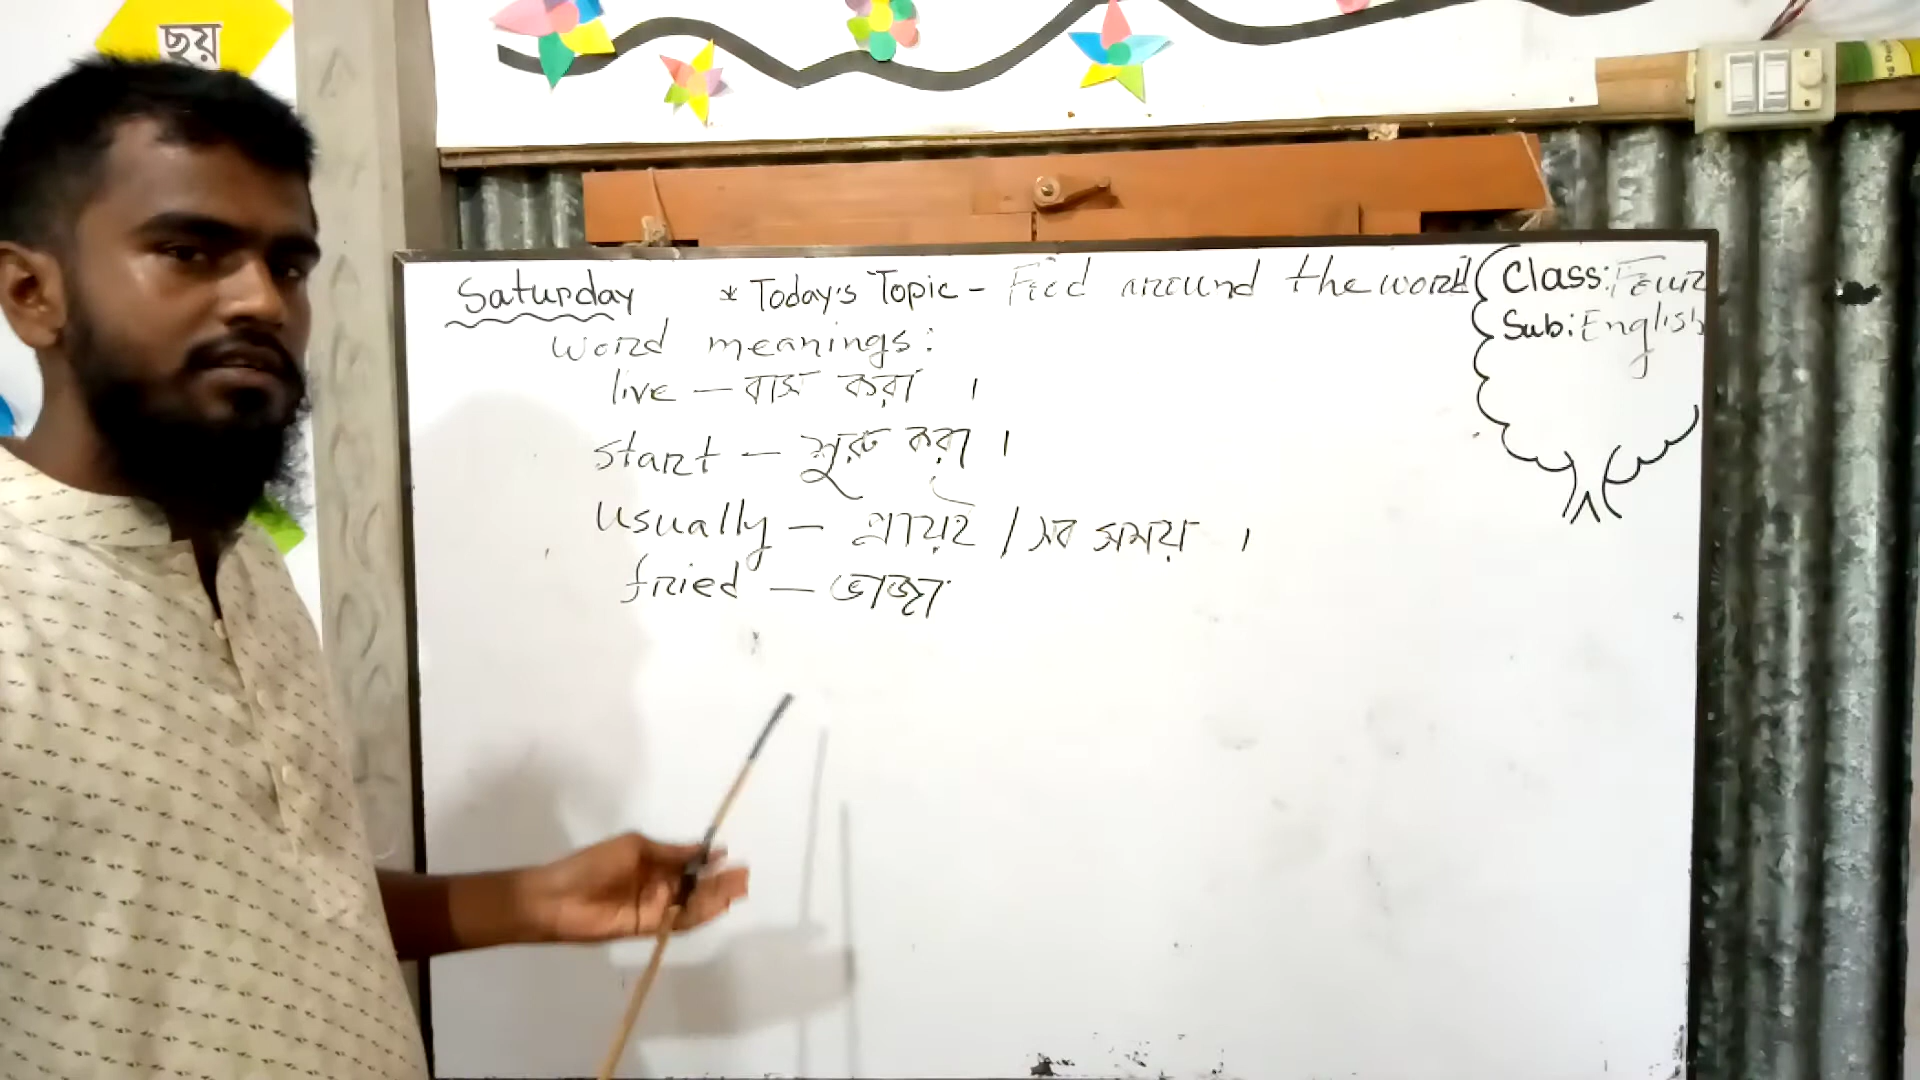 ছয়
Saturday * Today's Topic - Food around the world
Class: Four
Sub: English
Word meanings:
live — বাস করা ।
start — শুরু করা ।
usually — প্রায়ই / সব সময় ।
fried — ভাজা